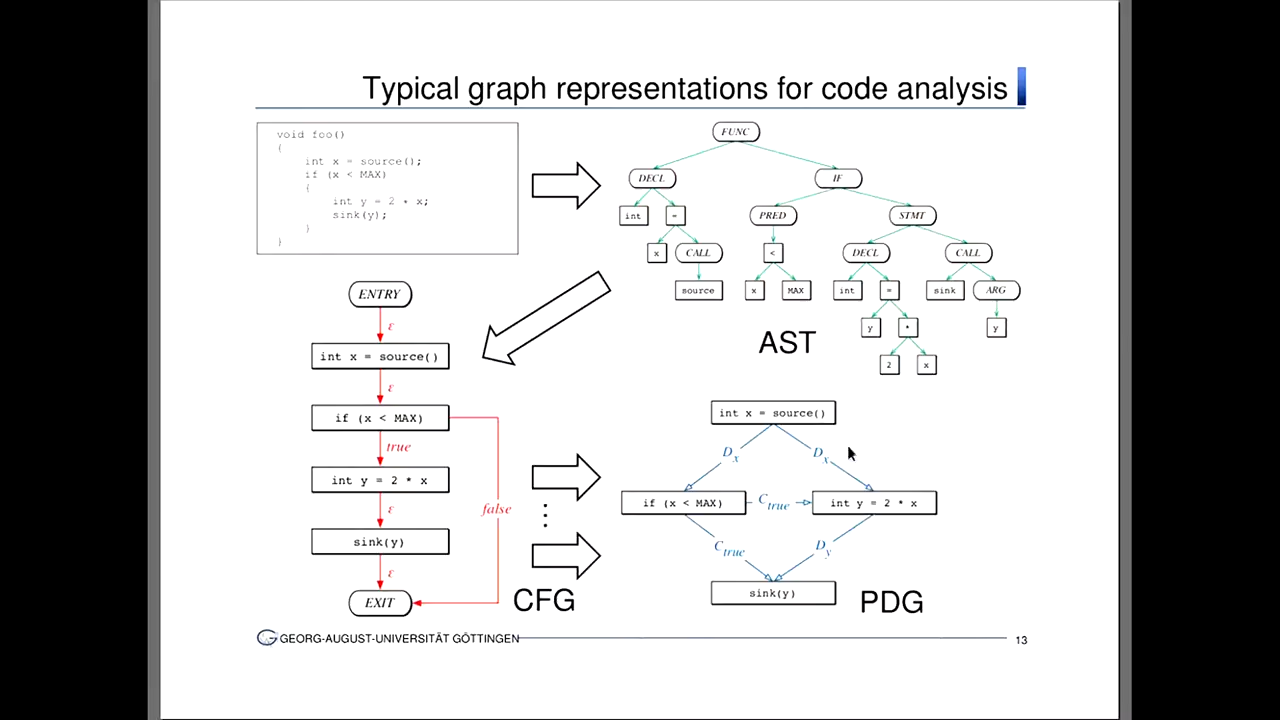 Typical graph representations for code analysis
void foo()
{
int x = source();
if (x < MAX)
{
int y = 2 * x;
sink(y);
}
}
FUNC
DECL
IF
int
=
PRED
STMT
x
CALL
<
DECL
CALL
source
x
MAX
int
=
sink
ARG
y
*
y
2
x
AST
ENTRY
ε
int x = source()
ε
if (x < MAX)
true
int y = 2 * x
false
ε
sink(y)
ε
EXIT
CFG
int x = source()
Dx
Dx
if (x < MAX)
Ctrue
int y = 2 * x
Ctrue
Dy
sink(y)
PDG
GEORG-AUGUST-UNIVERSITÄT GÖTTINGEN
13